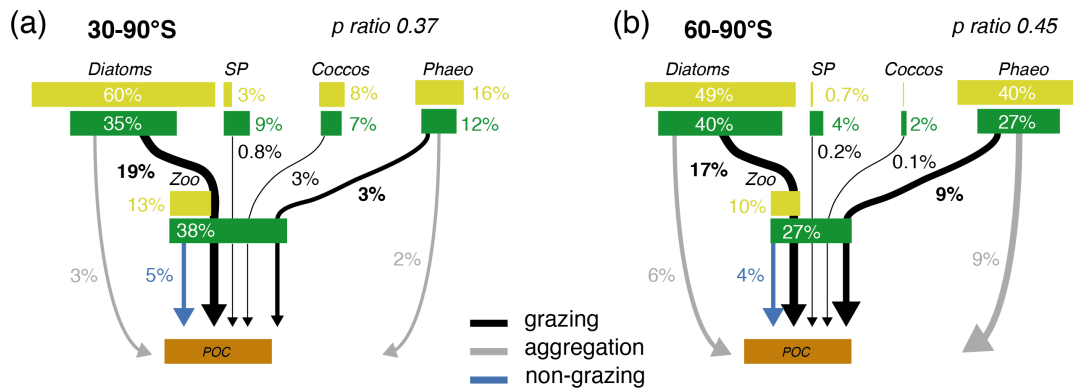 (a) 30-90°S p ratio 0.37
Diatoms SP Coccos Phaeo
60% 3% 8% 16%
35% 9% 7% 12%
0.8%
19% 3% 3%
Zoo
13%
38%
3% 5% 2%
POC
(b) 60-90°S p ratio 0.45
Diatoms SP Coccos Phaeo
49% 0.7% 40%
40% 4% 2% 27%
0.2% 0.1%
17% 9%
Zoo
10%
27%
6% 4% 9%
POC
grazing
aggregation
non-grazing